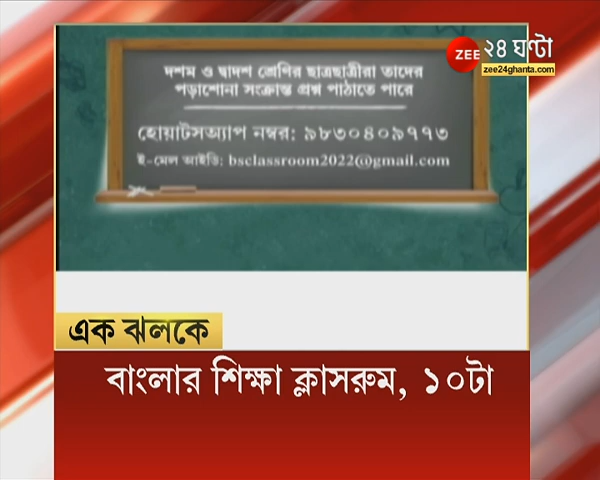 ZEE ২৪ ঘণ্টা
zee24ghanta.com
দশম ও দ্বাদশ শ্রেণির ছাত্রছাত্রীরা তাদের
পড়াশোনা সংক্রান্ত প্রশ্ন পাঠাতে পারে
হোয়াটসঅ্যাপ নম্বর: ৯৮৩০৪০৯৭৭৩
ই-মেল আইডি: bsclassroom2022@gmail.com
এক ঝলকে
বাংলার শিক্ষা ক্লাসরুম, ১০টা